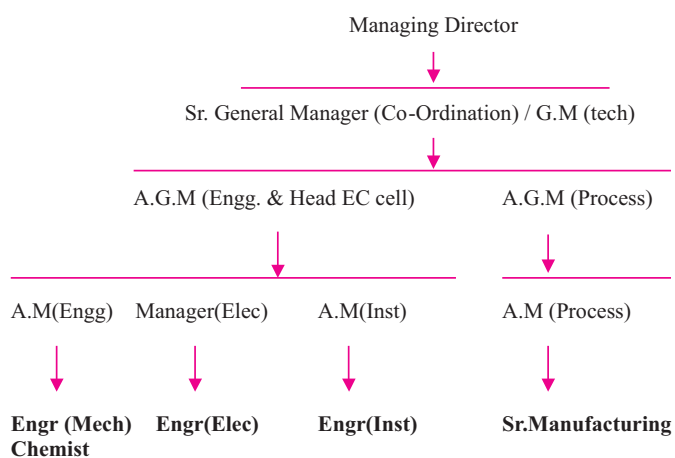 Managing Director
Sr. General Manager (Co-Ordination) / G.M (tech)
A.G.M (Engg. & Head EC cell) A.G.M (Process)
A.M(Engg) Manager(Elec) A.M(Inst) A.M (Process)
Engr (Mech) Engr(Elec) Engr(Inst) Sr.Manufacturing
Chemist